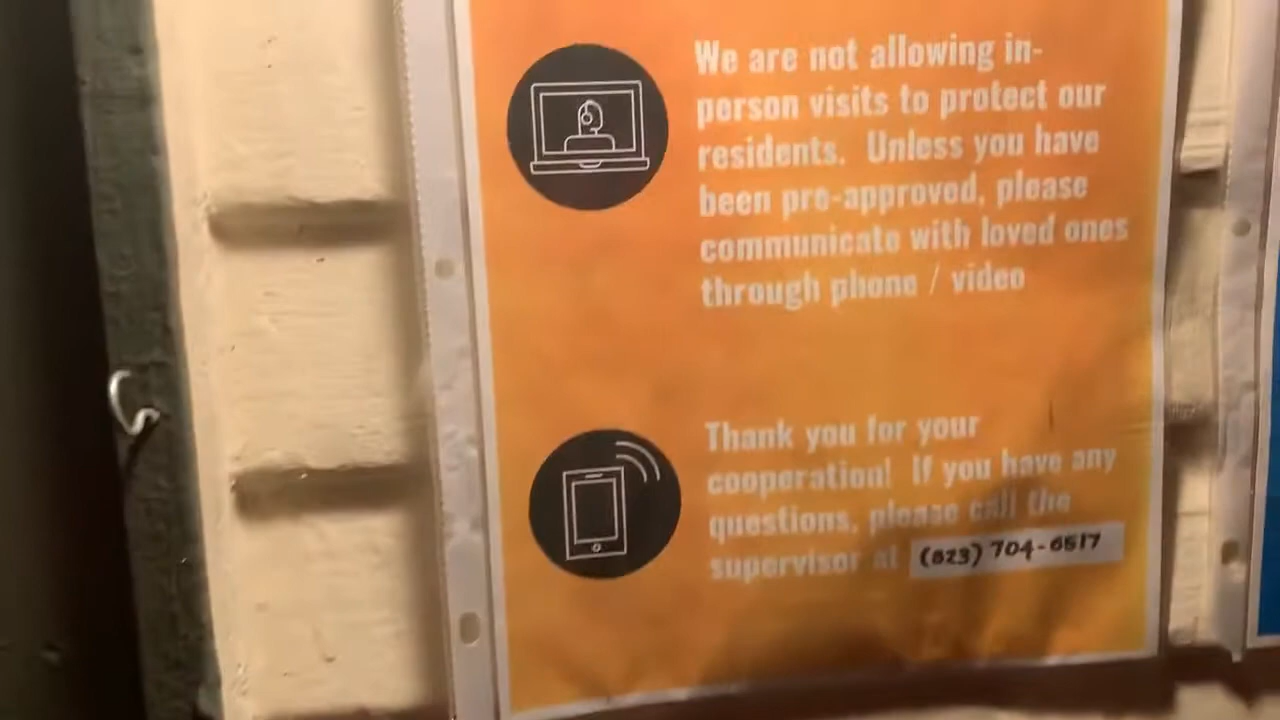 We are not allowing in-
person visits to protect our
residents. Unless you have
been pre-approved, please
communicate with loved ones
through phone / video
Thank you for your
cooperation! If you have any
questions, please call the
supervisor at (623) 704-6517